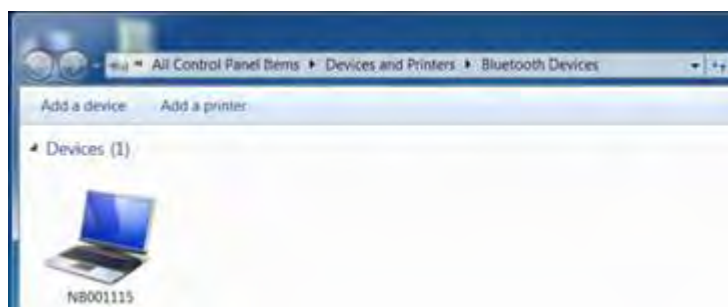 All Control Panel Items ▸ Devices and Printers ▸ Bluetooth Devices
Add a device Add a printer
Devices (1)
NB001115